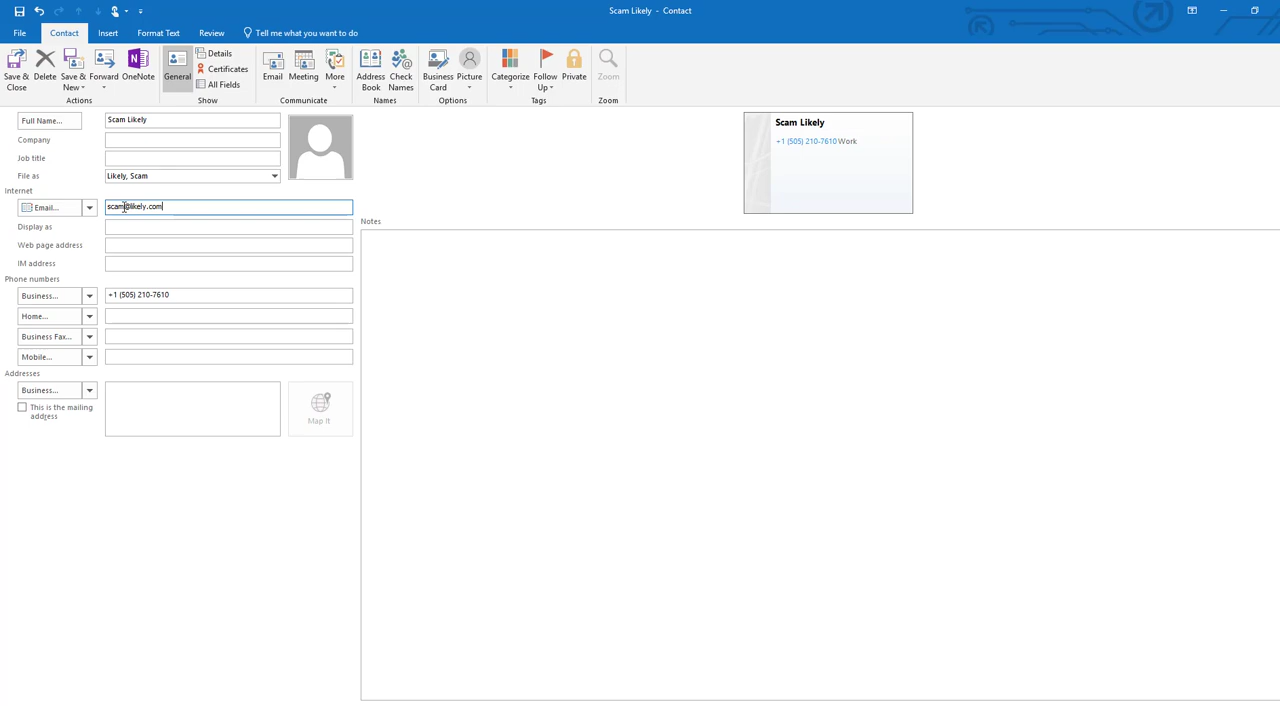 Scam Likely - Contact
File Contact Insert Format Text Review Tell me what you want to do
Save & Close
Delete
Save & New
Forward
OneNote
Actions
General
Details
Certificates
All Fields
Show
Email
Meeting
More
Communicate
Address Book
Check Names
Names
Business Card
Picture
Options
Categorize
Follow Up
Private
Tags
Zoom
Zoom
Full Name... Scam Likely
Company
Job title
File as Likely, Scam
Internet
Email... scam@likely.com
Display as
Web page address
IM address
Phone numbers
Business... +1 (505) 210-7610
Home...
Business Fax...
Mobile...
Addresses
Business...
This is the mailing
address
Map It
Scam Likely
+1 (505) 210-7610 Work
Notes